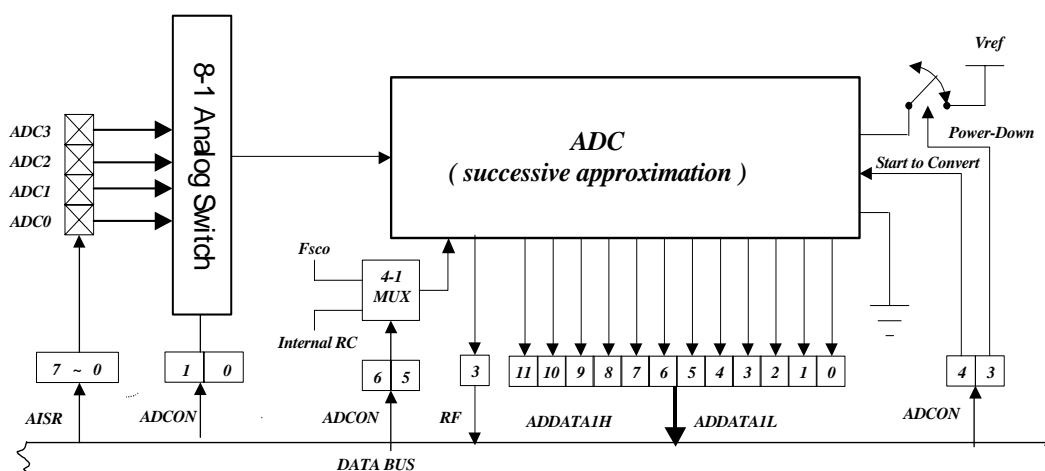 Vref
8-1 Analog Switch
ADC3
ADC2
ADC1
ADC0
ADC
( successive approximation )
Power-Down
Start to Convert
Fsco
4-1
MUX
Internal RC
7 ~ 0
1 0
6 5
3
11 10 9 8 7 6 5 4 3 2 1 0
4 3
AISR
ADCON
ADCON
RF
ADDATA1H
ADDATA1L
ADCON
DATA BUS